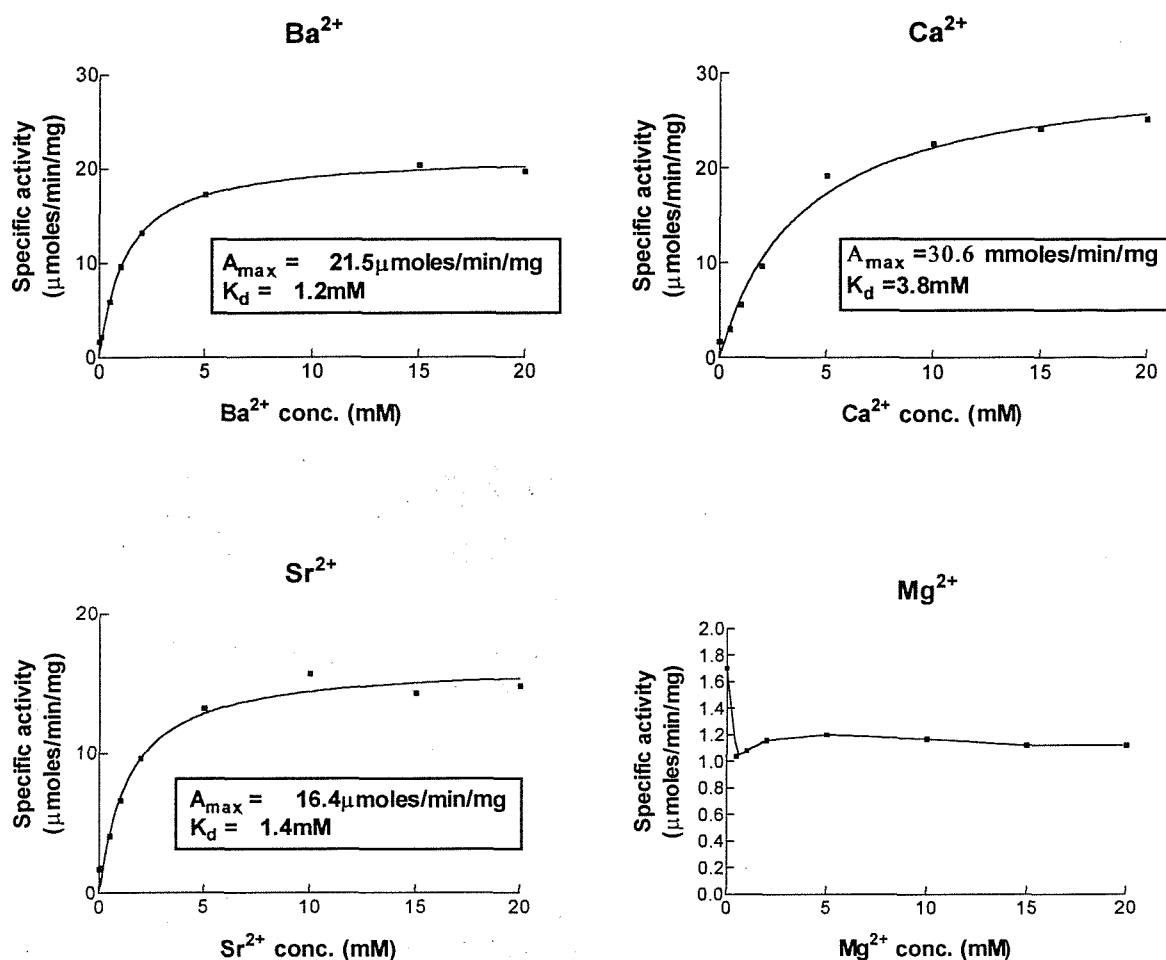 Ba²⁺
Specific activity
(μmoles/min/mg)
30
20
10
0
A_max = 21.5μmoles/min/mg
K_d = 1.2mM
0 5 10 15 20
Ba²⁺ conc. (mM)
Ca²⁺
Specific activity
(μmoles/min/mg)
30
20
10
0
A_max =30.6 mmoles/min/mg
K_d =3.8mM
0 5 10 15 20
Ca²⁺ conc. (mM)
Sr²⁺
Specific activity
(μmoles/min/mg)
20
10
0
A_max = 16.4μmoles/min/mg
K_d = 1.4mM
0 5 10 15 20
Sr²⁺ conc. (mM)
Mg²⁺
Specific activity
(μmoles/min/mg)
2.0
1.8
1.6
1.4
1.2
1.0
0.8
0.6
0.4
0.2
0.0
0 5 10 15 20
Mg²⁺ conc. (mM)